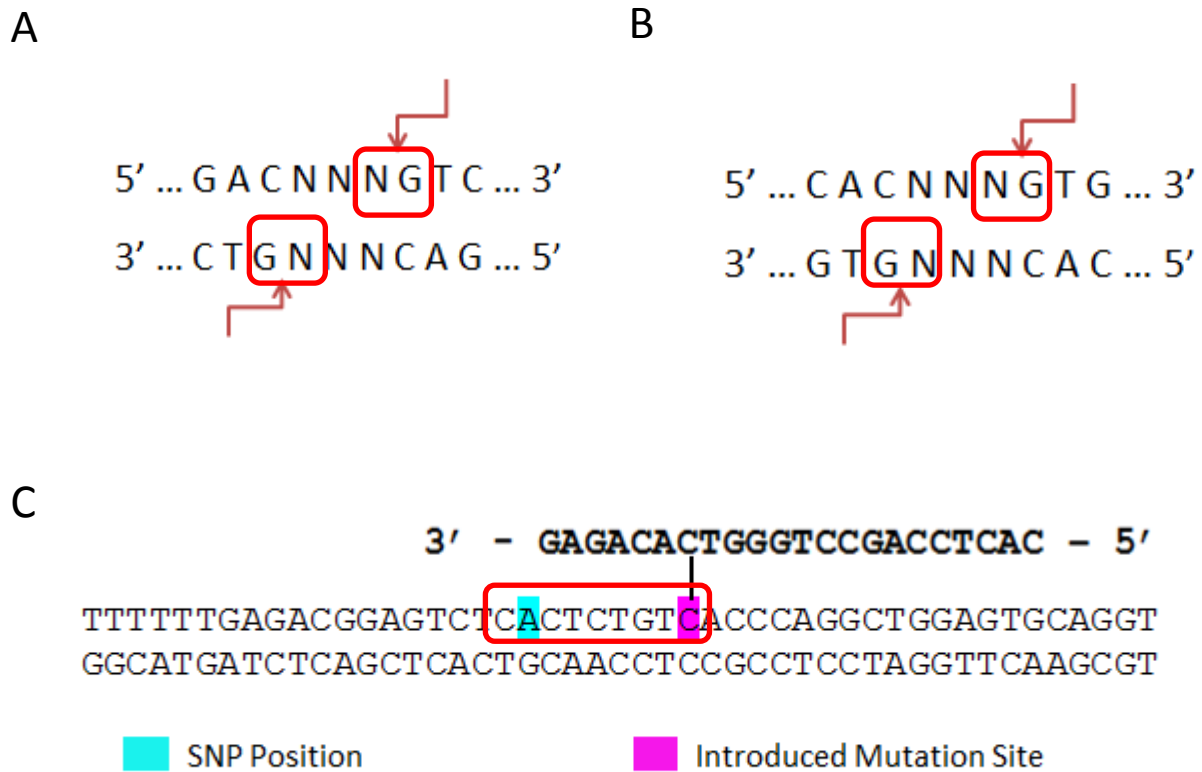 A
B
5’ ... G A C N N N G T C ... 3’
3’ ... C T G N N N C A G ... 5’
5’ ... C A C N N N G T G ... 3’
3’ ... G T G N N N C A C ... 5’
C
3’ - GAGACACTGGGTCCGACCTCAC – 5’
TTTTTTGAGACGGAGTCTCACTCTGTCACCCAGGCTGGAGTGCAGGT
GGCATGATCTCAGCTCACTGCAACCTCCGCCTCCTAGGTTCAAGCGT
SNP Position
Introduced Mutation Site